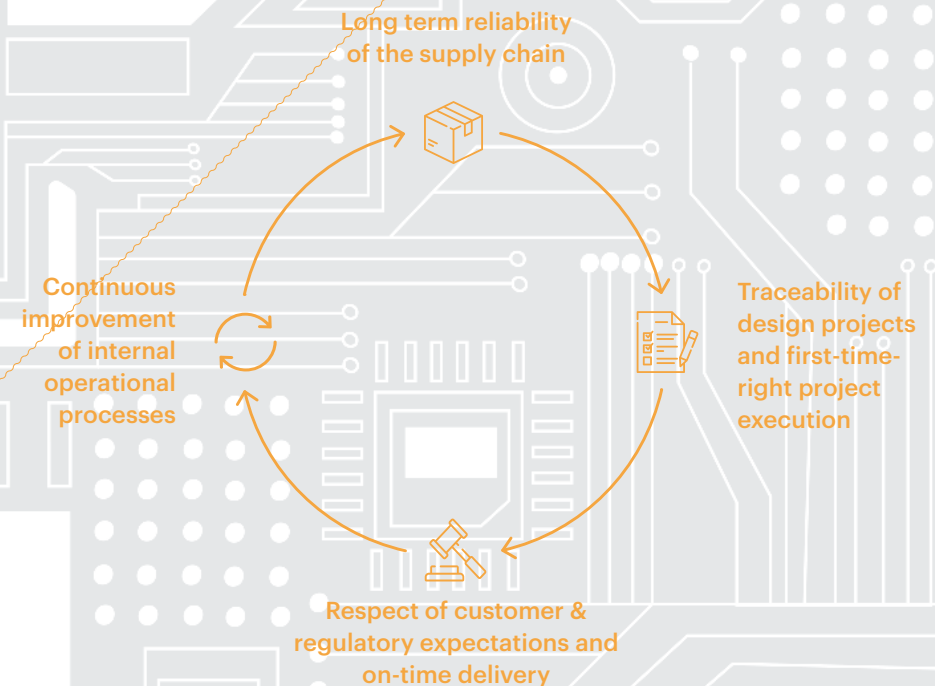 Long term reliability
of the supply chain
Continuous
improvement
of internal
operational
processes
Traceability of
design projects
and first-time-
right project
execution
Respect of customer &
regulatory expectations and
on-time delivery